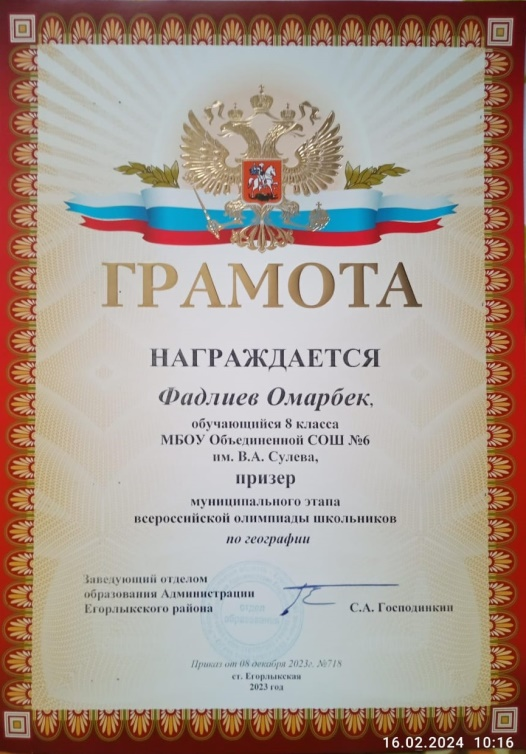 ГРАМОТА
НАГРАЖДАЕТСЯ
Фадлиев Омарбек,
обучающийся 8 класса
МБОУ Объединенной СОШ №6
им. В.А. Сулева,
призер
муниципального этапа
всероссийской олимпиады школьников
по географии
Заведующий отделом
образования Администрации
Егорлыкского района
С.А. Господинкин
Приказ от 08 декабря 2023г. №718
ст. Егорлыкская
2023 год
16.02.2024 10:16